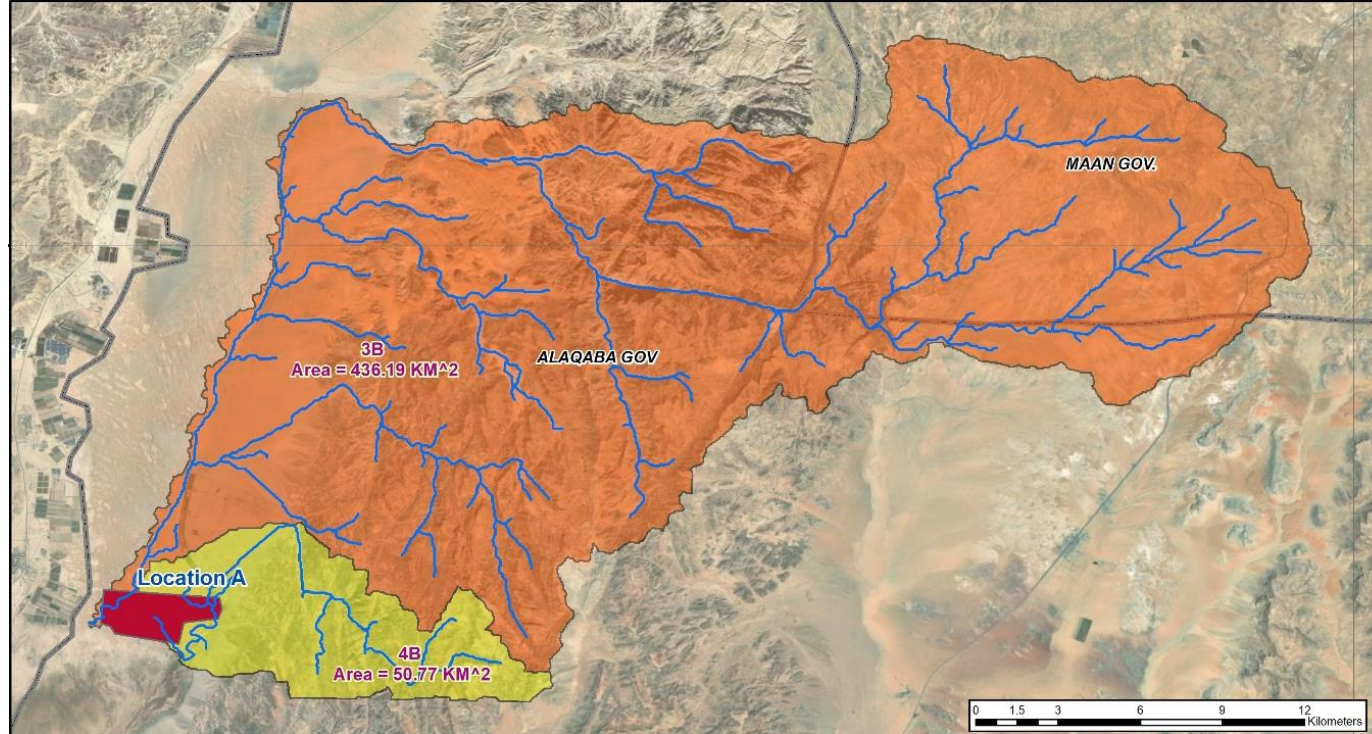 MAAN GOV.
3B
Area = 436.19 KM^2
ALAQABA GOV
Location A
4B
Area = 50.77 KM^2
0 1.5 3 6 9 12
Kilometers